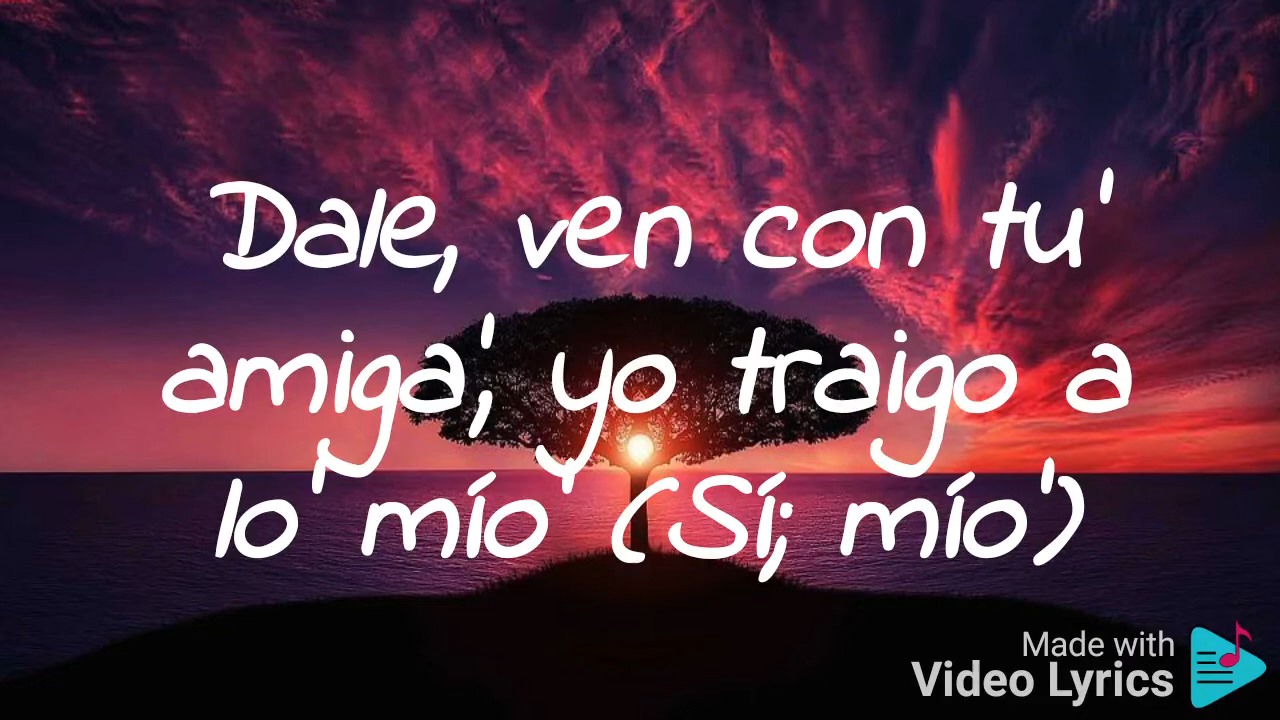 Dale, ven con tu'
amiga', yo traigo a
lo' mío' (Sí; mío')
Made with
Video Lyrics